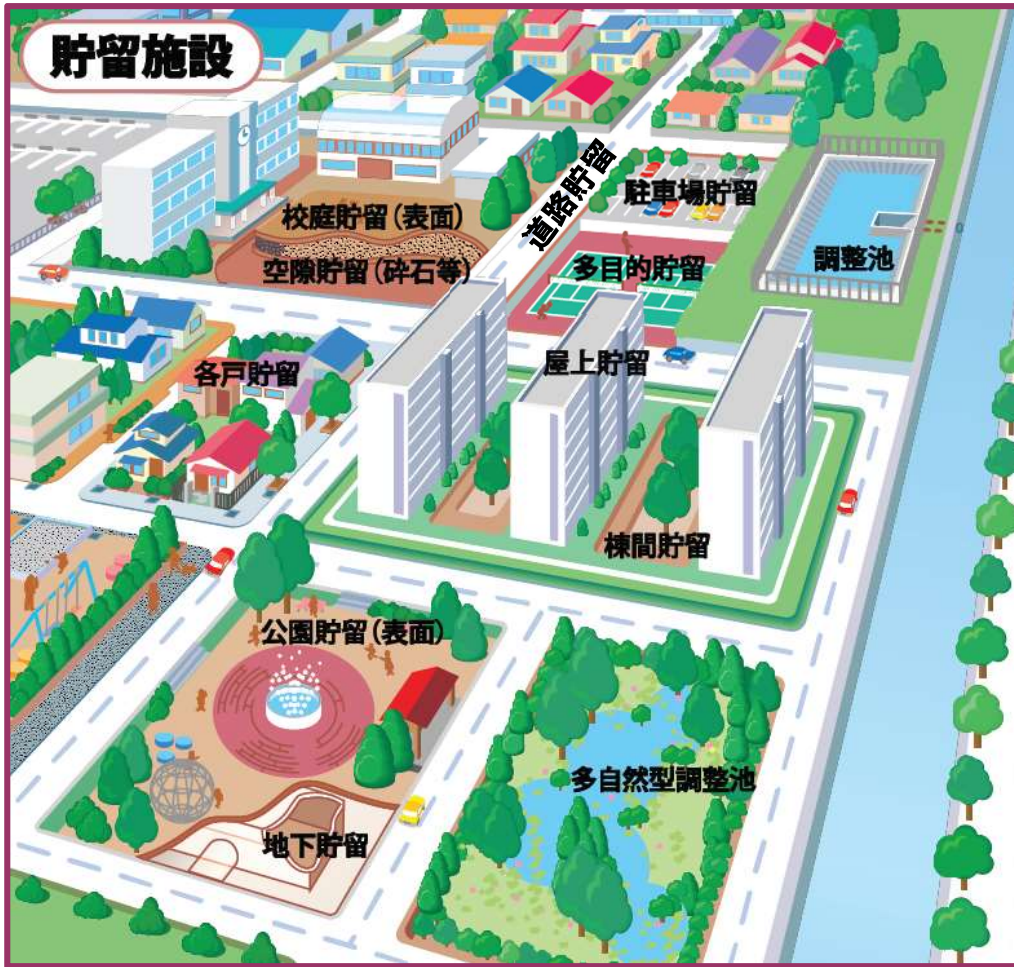 貯留施設
道路貯留
駐車場貯留
校庭貯留(表面)
空隙貯留(砕石等)
多目的貯留
調整池
各戸貯留
屋上貯留
棟間貯留
公園貯留(表面)
多自然型調整池
地下貯留